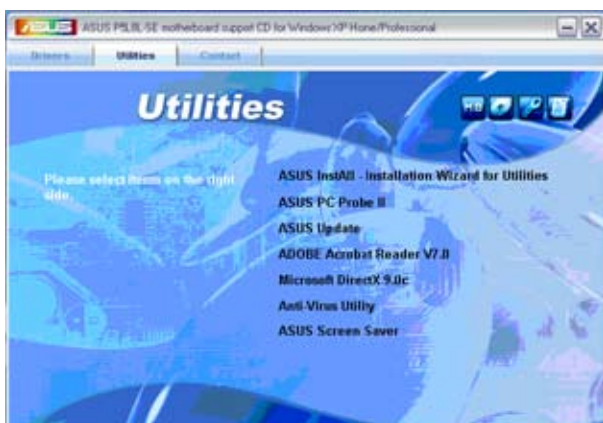 ASUS P5LPL-SE motherboard support CD for Windows XP Home/Professional
Drivers
Utilities
Contact
Utilities
Please select items on the right side.
ASUS InstAll - Installation Wizard for Utilities
ASUS PC Probe II
ASUS Update
ADOBE Acrobat Reader V7.0
Microsoft DirectX 9.0c
Anti-Virus Utility
ASUS Screen Saver